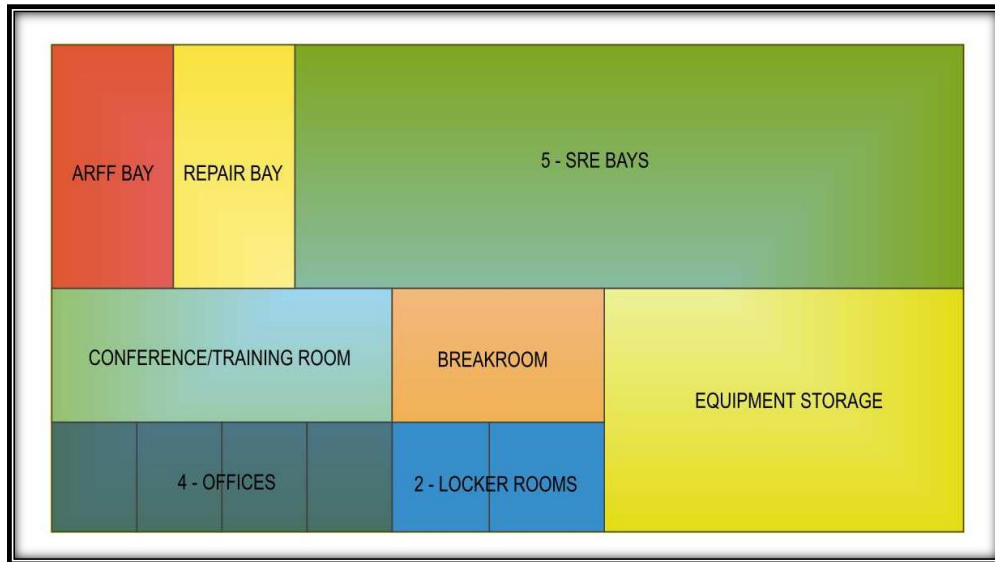 ARFF BAY
REPAIR BAY
5 - SRE BAYS
CONFERENCE/TRAINING ROOM
BREAKROOM
EQUIPMENT STORAGE
4 - OFFICES
2 - LOCKER ROOMS